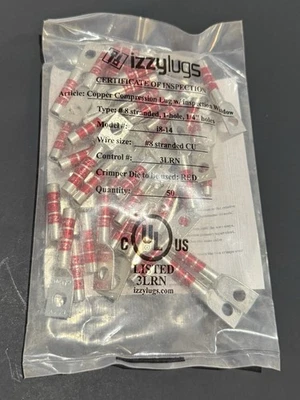 izzylugs
CERTIFICATE OF INSPECTION
Article: Copper Compression Lug w. Inspection Window
Type: #8 stranded, 1-hole, 1/4" holes
Model #: i8-14
Wire size: #8 stranded CU
Control #: 3LRN
Crimper Die to be used: RED
Quantity: 50
C UL US
LISTED
3LRN
izzylugs.com